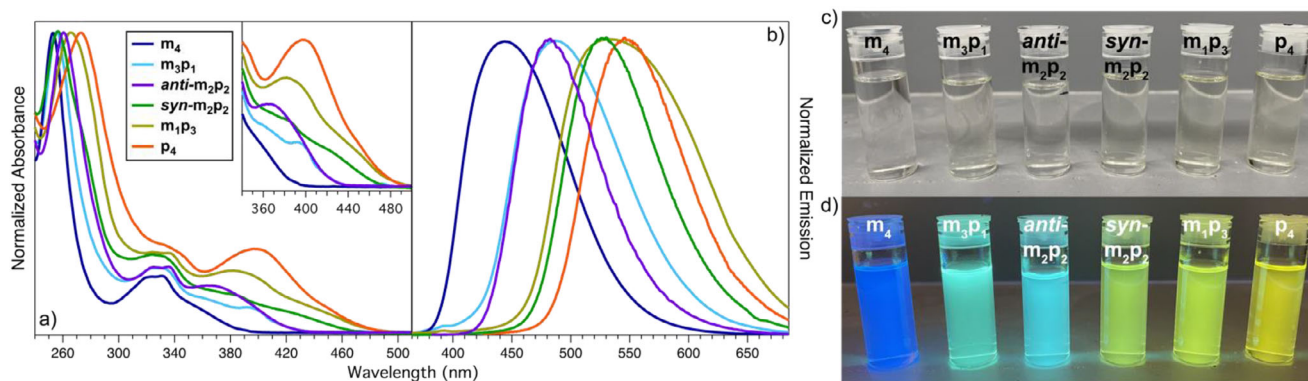 Normalized Absorbance
m₄
m₃p₁
anti-m₂p₂
syn-m₂p₂
m₁p₃
p₄
360 400 440 480
a)
260 300 340 380 420 460 500
b)
400 450 500 550 600 650
Wavelength (nm)
Normalized Emission
c)
m₄ m₃p₁ anti- syn- m₁p₃ p₄
m₂p₂ m₂p₂
d)
m₄ m₃p₁ anti- syn- m₁p₃ p₄
m₂p₂ m₂p₂